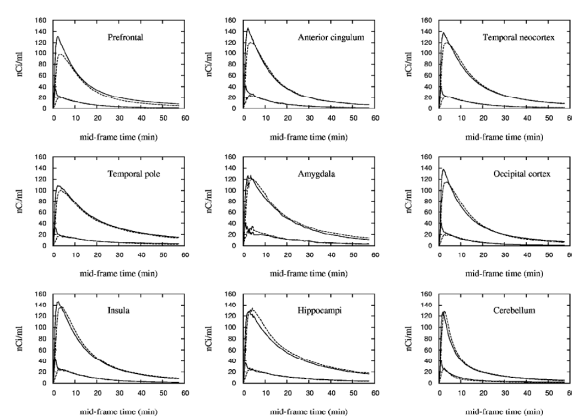 Prefrontal
nCi/ml
160
140
120
100
80
60
40
20
0
0 10 20 30 40 50 60
mid-frame time (min)
Anterior cingulum
nCi/ml
160
140
120
100
80
60
40
20
0
0 10 20 30 40 50 60
mid-frame time (min)
Temporal neocortex
nCi/ml
160
140
120
100
80
60
40
20
0
0 10 20 30 40 50 60
mid-frame time (min)
Temporal pole
nCi/ml
160
140
120
100
80
60
40
20
0
0 10 20 30 40 50 60
mid-frame time (min)
Amygdala
nCi/ml
160
140
120
100
80
60
40
20
0
0 10 20 30 40 50 60
mid-frame time (min)
Occipital cortex
nCi/ml
160
140
120
100
80
60
40
20
0
0 10 20 30 40 50 60
mid-frame time (min)
Insula
nCi/ml
160
140
120
100
80
60
40
20
0
0 10 20 30 40 50 60
mid-frame time (min)
Hippocampi
nCi/ml
160
140
120
100
80
60
40
20
0
0 10 20 30 40 50 60
mid-frame time (min)
Cerebellum
nCi/ml
160
140
120
100
80
60
40
20
0
0 10 20 30 40 50 60
mid-frame time (min)